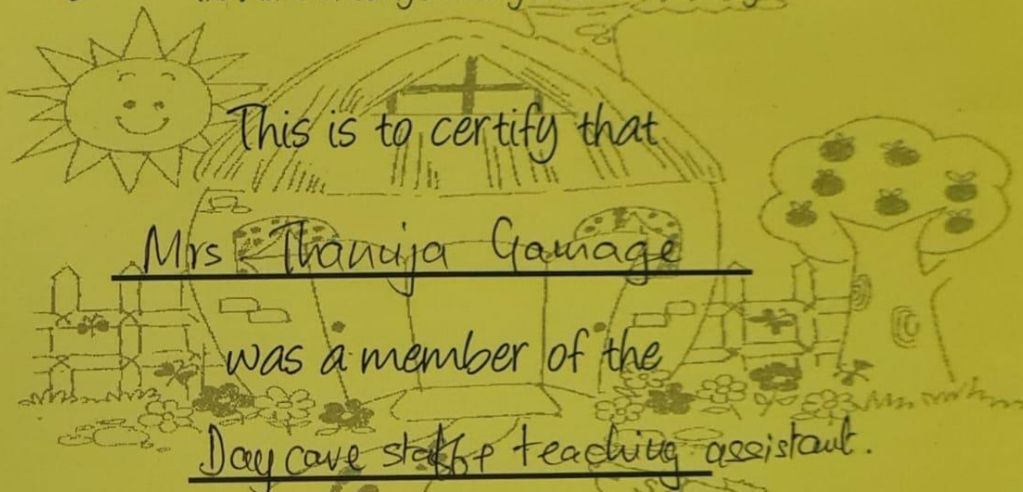 This is to certify that
Mrs Thanuja Gamage
was a member of the
Day care staff teaching assistant.